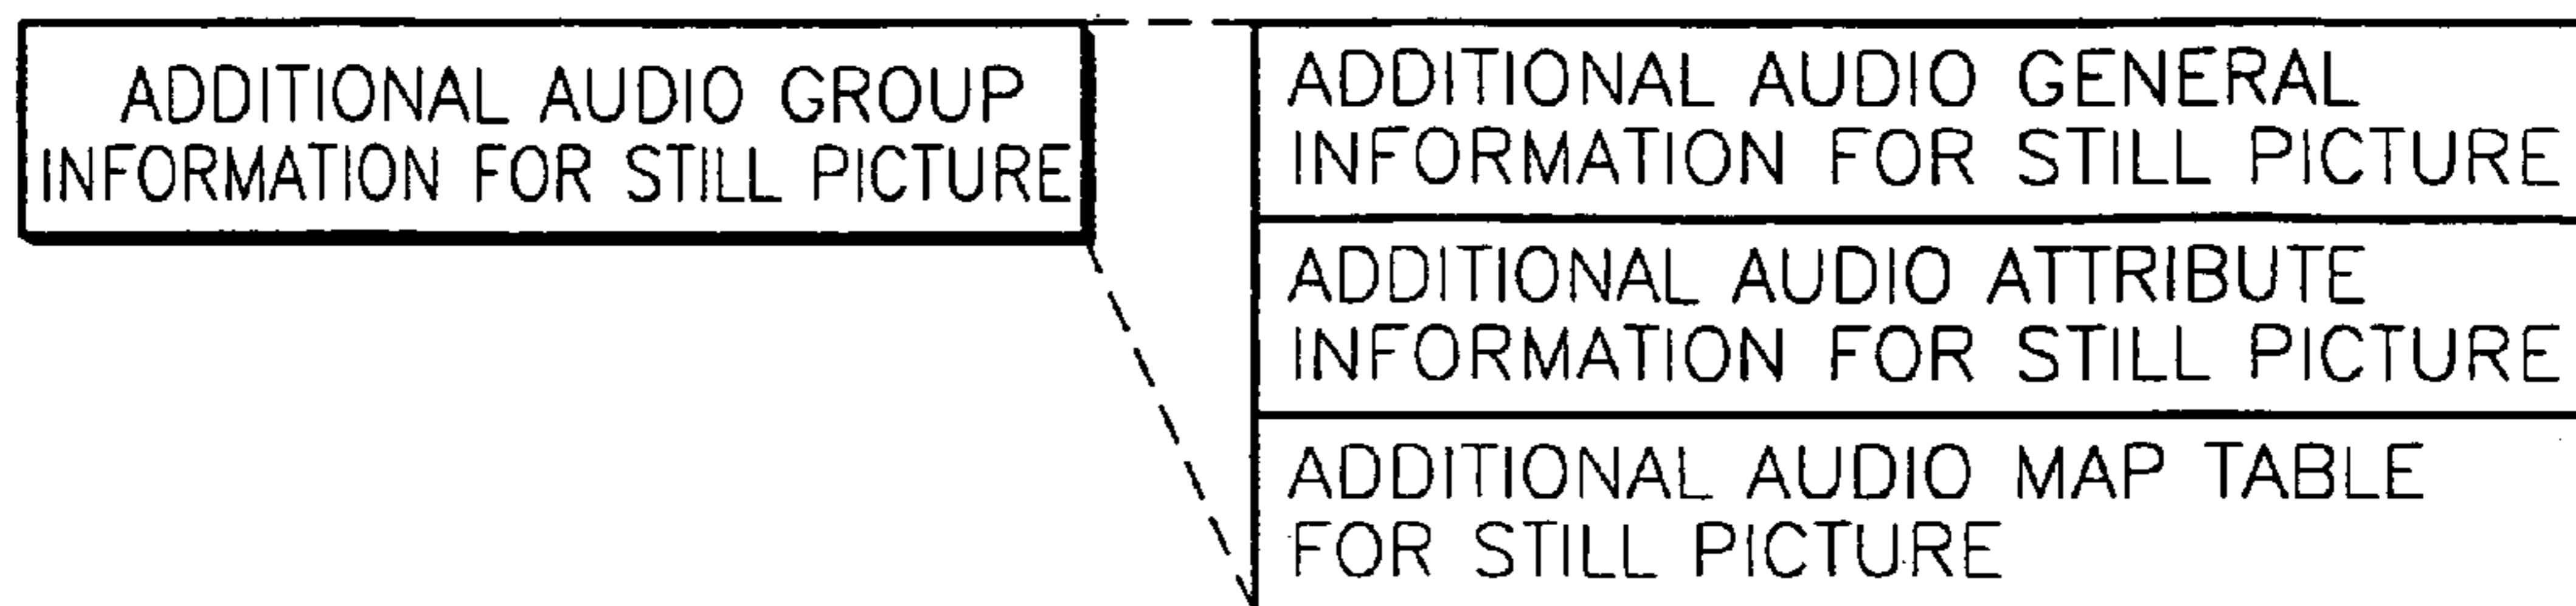 ADDITIONAL AUDIO GROUP
INFORMATION FOR STILL PICTURE
ADDITIONAL AUDIO GENERAL
INFORMATION FOR STILL PICTURE
ADDITIONAL AUDIO ATTRIBUTE
INFORMATION FOR STILL PICTURE
ADDITIONAL AUDIO MAP TABLE
FOR STILL PICTURE